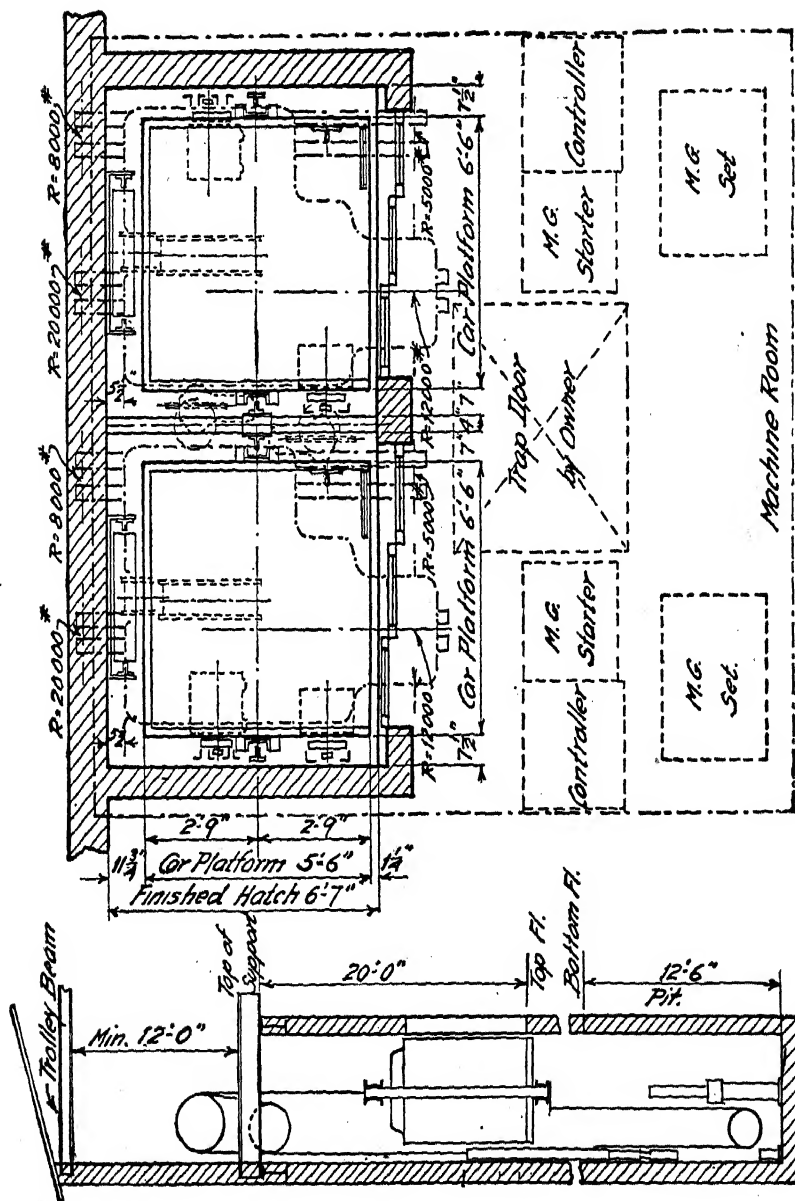 R=8000#
R=20000#
R=8000#
R=20000#
7½"
Car Platform 6'-6"
R=5000#
R=12000#
7"
4"
7"
Car Platform 6'-6"
R=5000#
R=12000#
7½"
5½"
5½"
Controller
M.G. Starter
M.G. Set
Trap Door
by Owner
M.G. Starter
Controller
M.G. Set.
Machine Room
2'-9"
2'-9"
11¾"
Car Platform 5'-6"
1¼"
Finished Hatch 6'-7"
Trolley Beam
Min. 12'-0"
Top of Support
20'-0"
Top Fl.
Bottom Fl.
12'-6"
Pit.